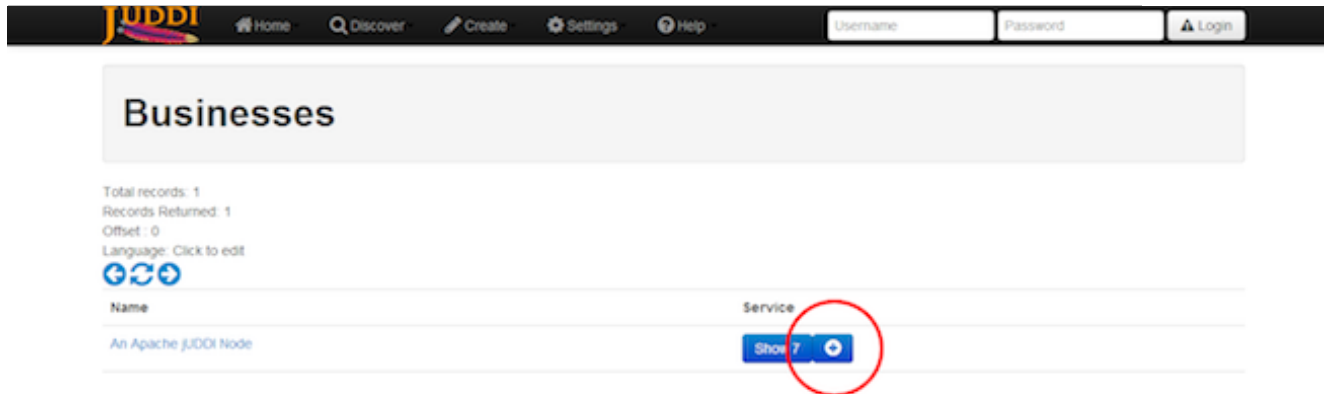 jUDDI Home Discover Create Settings Help Username Password Login
Businesses
Total records: 1
Records Returned: 1
Offset : 0
Language: Click to edit
Name Service
An Apache jUDDI Node Show 7